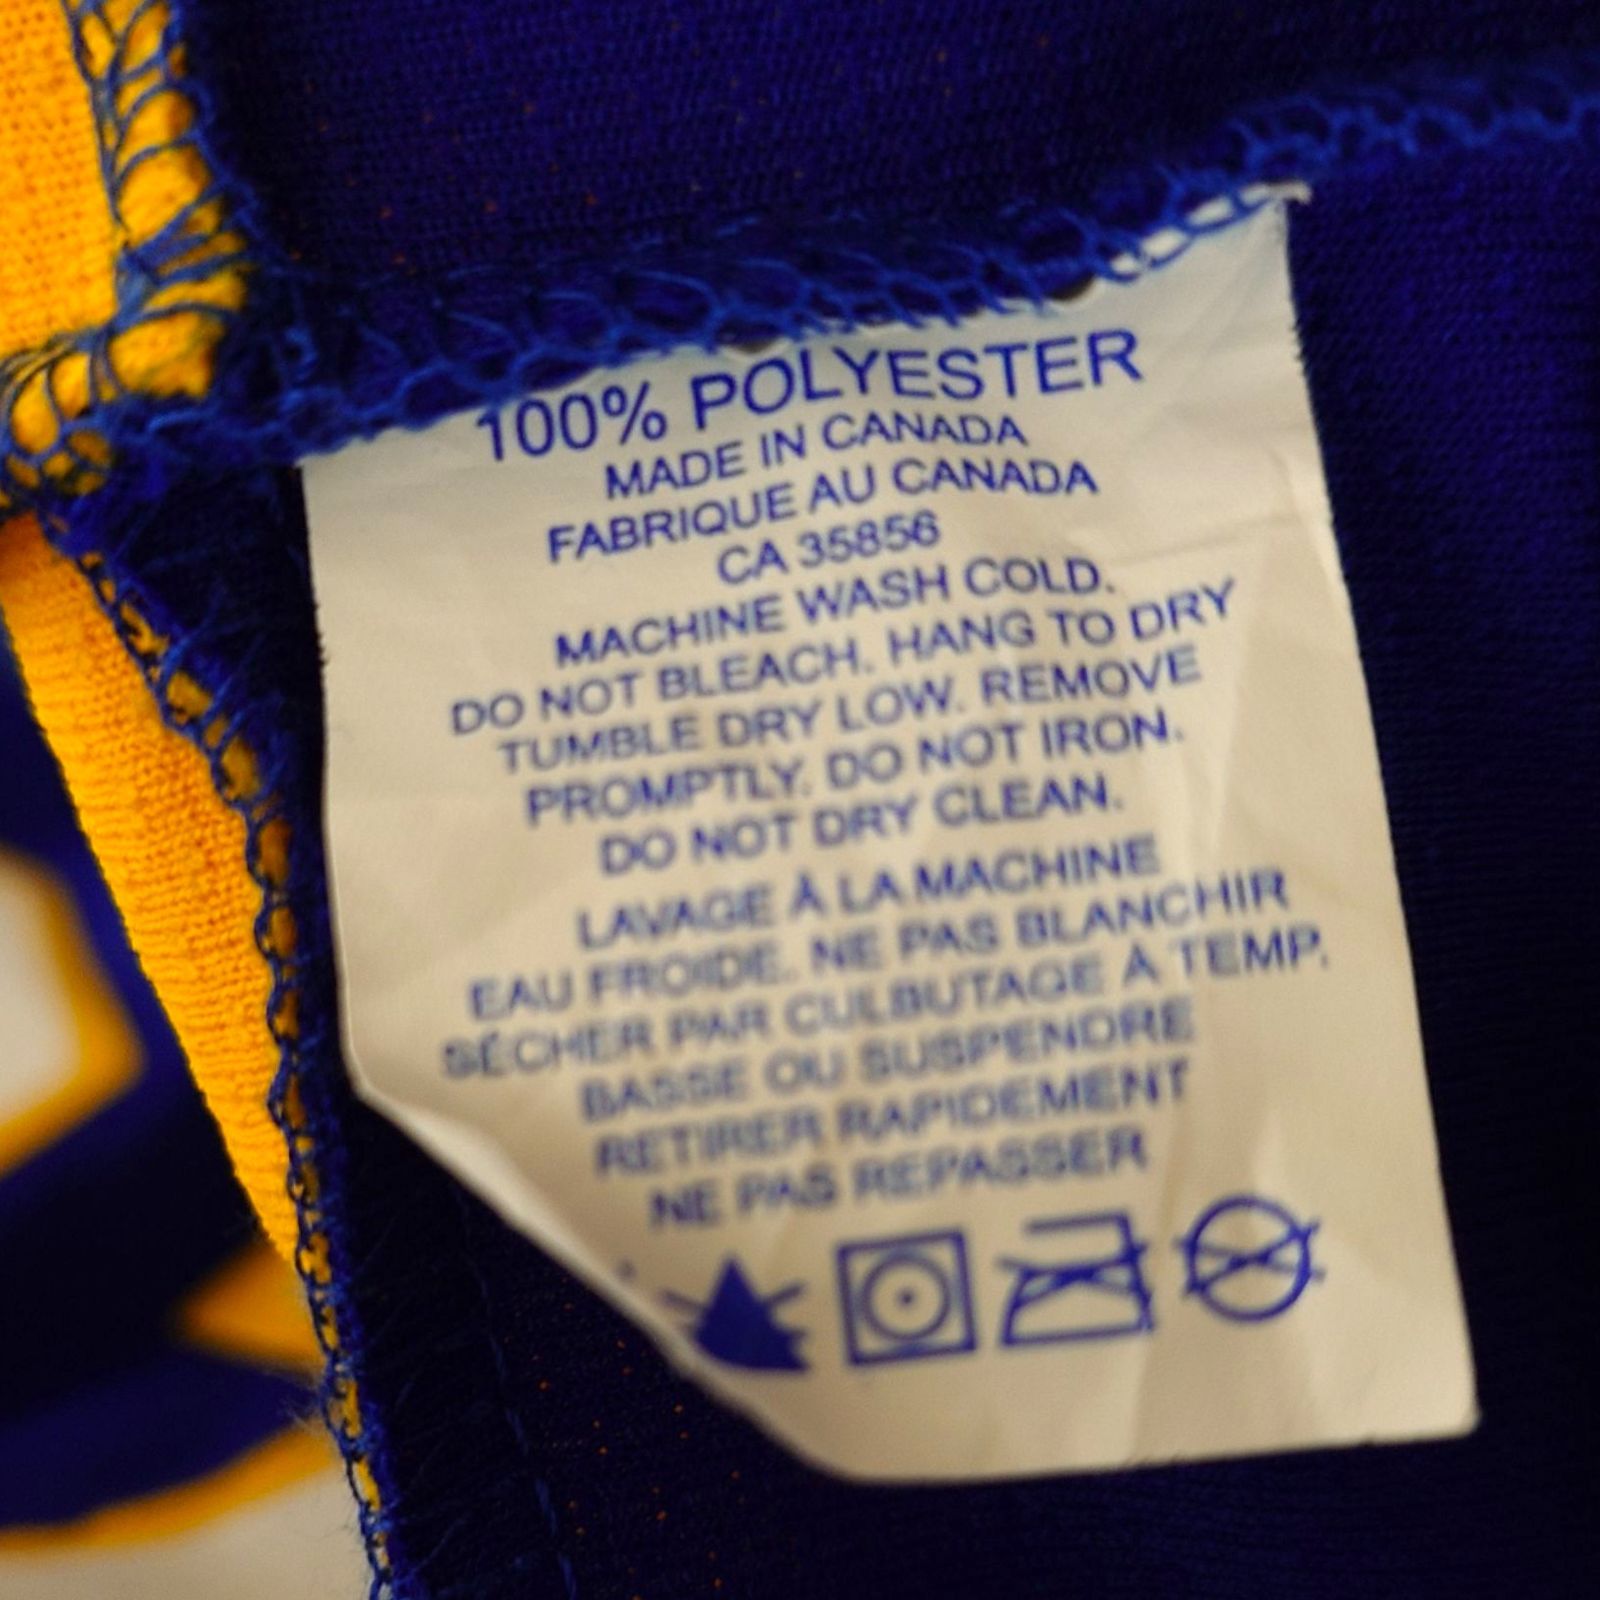 100% POLYESTER
MADE IN CANADA
FABRIQUE AU CANADA
CA 35856
MACHINE WASH COLD.
DO NOT BLEACH. HANG TO DRY
TUMBLE DRY LOW. REMOVE
PROMPTLY. DO NOT IRON.
DO NOT DRY CLEAN.
LAVAGE À LA MACHINE
EAU FROIDE. NE PAS BLANCHIR
SÉCHER PAR CULBUTAGE À TEMP.
BASSE OU SUSPENDRE
RETIRER RAPIDEMENT
NE PAS REPASSER